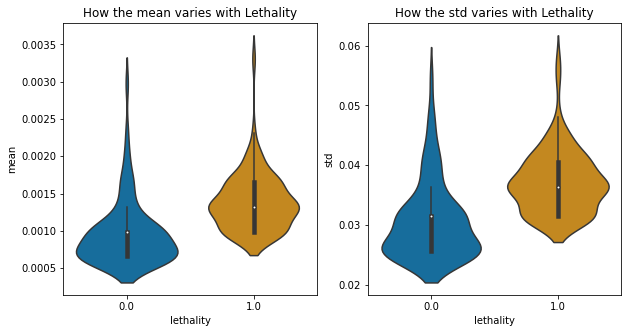 How the mean varies with Lethality
mean
0.0035
0.0030
0.0025
0.0020
0.0015
0.0010
0.0005
0.0
1.0
lethality
How the std varies with Lethality
std
0.06
0.05
0.04
0.03
0.02
0.0
1.0
lethality